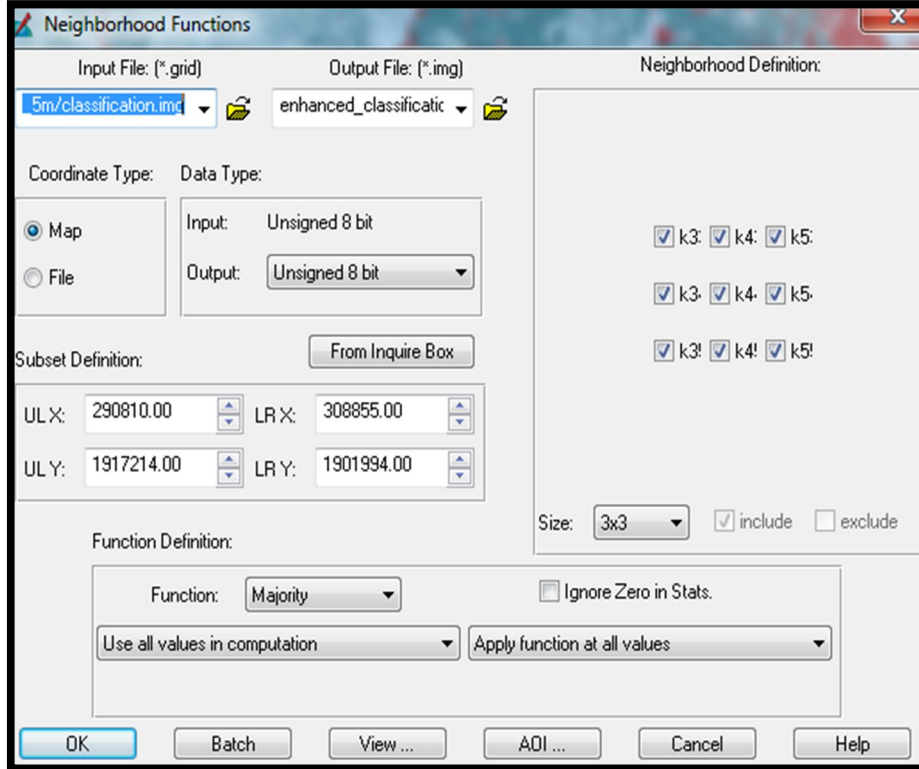 Neighborhood Functions
Input File: (*.grid)
Output File: (*.img)
Neighborhood Definition:
_5m/classification.img
enhanced_classificatic
Coordinate Type:
Data Type:
Map
File
Input: Unsigned 8 bit
Output: Unsigned 8 bit
k3: k4: k5:
k3 k4 k5
k3! k4! k5!
Subset Definition:
From Inquire Box
UL X: 290810.00 LR X: 308855.00
UL Y: 1917214.00 LR Y: 1901994.00
Size: 3x3 include exclude
Function Definition:
Function: Majority Ignore Zero in Stats.
Use all values in computation Apply function at all values
OK Batch View ... AOI ... Cancel Help